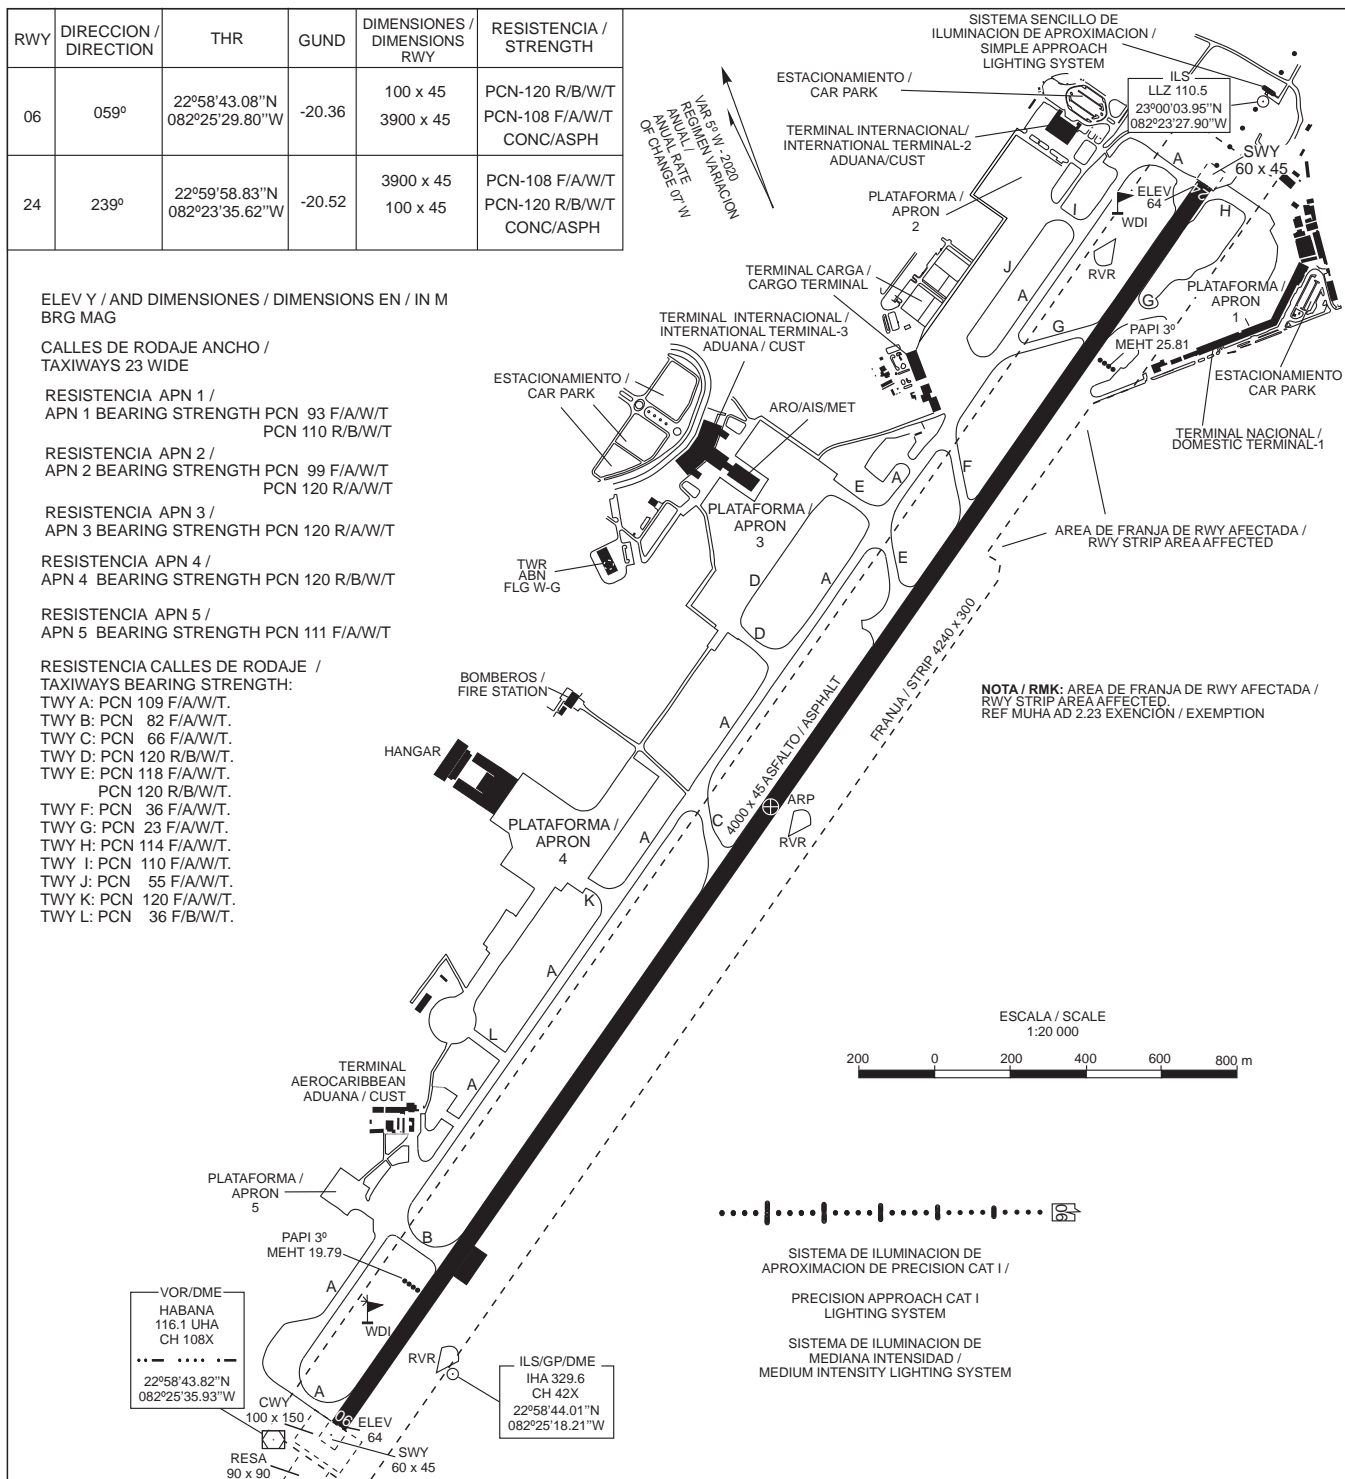 RWY
DIRECCION / DIRECTION
THR
GUND
DIMENSIONES / DIMENSIONS RWY
RESISTENCIA / STRENGTH
06
059º
22º58'43.08''N
082º25'29.80''W
-20.36
100 x 45
3900 x 45
PCN-120 R/B/W/T
PCN-108 F/A/W/T
CONC/ASPH
24
239º
22º59'58.83''N
082º23'35.62''W
-20.52
3900 x 45
100 x 45
PCN-108 F/A/W/T
PCN-120 R/B/W/T
CONC/ASPH
ELEV Y / AND DIMENSIONES / DIMENSIONS EN / IN M
BRG MAG
CALLES DE RODAJE ANCHO /
TAXIWAYS 23 WIDE
RESISTENCIA APN 1 /
APN 1 BEARING STRENGTH PCN 93 F/A/W/T
PCN 110 R/B/W/T
RESISTENCIA APN 2 /
APN 2 BEARING STRENGTH PCN 99 F/A/W/T
PCN 120 R/A/W/T
RESISTENCIA APN 3 /
APN 3 BEARING STRENGTH PCN 120 R/A/W/T
RESISTENCIA APN 4 /
APN 4 BEARING STRENGTH PCN 120 R/B/W/T
RESISTENCIA APN 5 /
APN 5 BEARING STRENGTH PCN 111 F/A/W/T
RESISTENCIA CALLES DE RODAJE /
TAXIWAYS BEARING STRENGTH:
TWY A: PCN 109 F/A/W/T.
TWY B: PCN 82 F/A/W/T.
TWY C: PCN 66 F/A/W/T.
TWY D: PCN 120 R/B/W/T.
TWY E: PCN 118 F/A/W/T.
PCN 120 R/B/W/T.
TWY F: PCN 36 F/A/W/T.
TWY G: PCN 23 F/A/W/T.
TWY H: PCN 114 F/A/W/T.
TWY I: PCN 110 F/A/W/T.
TWY J: PCN 55 F/A/W/T.
TWY K: PCN 120 F/A/W/T.
TWY L: PCN 36 F/B/W/T.
VAR 5º W - 2020
REGIMEN VARIACION
ANUAL /
ANUAL RATE
OF CHANGE 07' W
SISTEMA SENCILLO DE
ILUMINACION DE APROXIMACION /
SIMPLE APPROACH
LIGHTING SYSTEM
ESTACIONAMIENTO /
CAR PARK
ILS
LLZ 110.5
23º00'03.95''N
082º23'27.90''W
TERMINAL INTERNACIONAL/
INTERNATIONAL TERMINAL-2
ADUANA/CUST
A
SWY
60 x 45
PLATAFORMA /
APRON
2
I
ELEV
64
24
H
WDI
J
RVR
A
G
G
TERMINAL CARGA /
CARGO TERMINAL
PLATAFORMA /
APRON
1
PAPI 3º
MEHT 25.81
TERMINAL INTERNACIONAL /
INTERNATIONAL TERMINAL-3
ADUANA / CUST
ESTACIONAMIENTO
CAR PARK
ESTACIONAMIENTO /
CAR PARK
ARO/AIS/MET
TERMINAL NACIONAL /
DOMESTIC TERMINAL-1
E
A
F
PLATAFORMA /
APRON
3
AREA DE FRANJA DE RWY AFECTADA /
RWY STRIP AREA AFFECTED
E
TWR
ABN
FLG W-G
D
A
D
FRANJA / STRIP 4240 x 300
BOMBEROS /
FIRE STATION
NOTA / RMK: AREA DE FRANJA DE RWY AFECTADA /
RWY STRIP AREA AFFECTED.
REF MUHA AD 2.23 EXENCIÓN / EXEMPTION
A
HANGAR
4000 x 45 ASFALTO / ASPHALT
ARP
C
RVR
PLATAFORMA /
APRON
4
A
K
A
ESCALA / SCALE
1:20 000
200 0 200 400 600 800 m
L
TERMINAL
AEROCARIBBEAN
ADUANA / CUST
A
PLATAFORMA /
APRON
5
06
B
PAPI 3º
MEHT 19.79
SISTEMA DE ILUMINACION DE
APROXIMACION DE PRECISION CAT I /
PRECISION APPROACH CAT I
LIGHTING SYSTEM
SISTEMA DE ILUMINACION DE
MEDIANA INTENSIDAD /
MEDIUM INTENSITY LIGHTING SYSTEM
A
VOR/DME
HABANA
116.1 UHA
CH 108X
22º58'43.82''N
082º25'35.93''W
WDI
RVR
ILS/GP/DME
IHA 329.6
CH 42X
22º58'44.01''N
082º25'18.21''W
A
CWY
100 x 150
06
ELEV
64
SWY
60 x 45
RESA
90 x 90